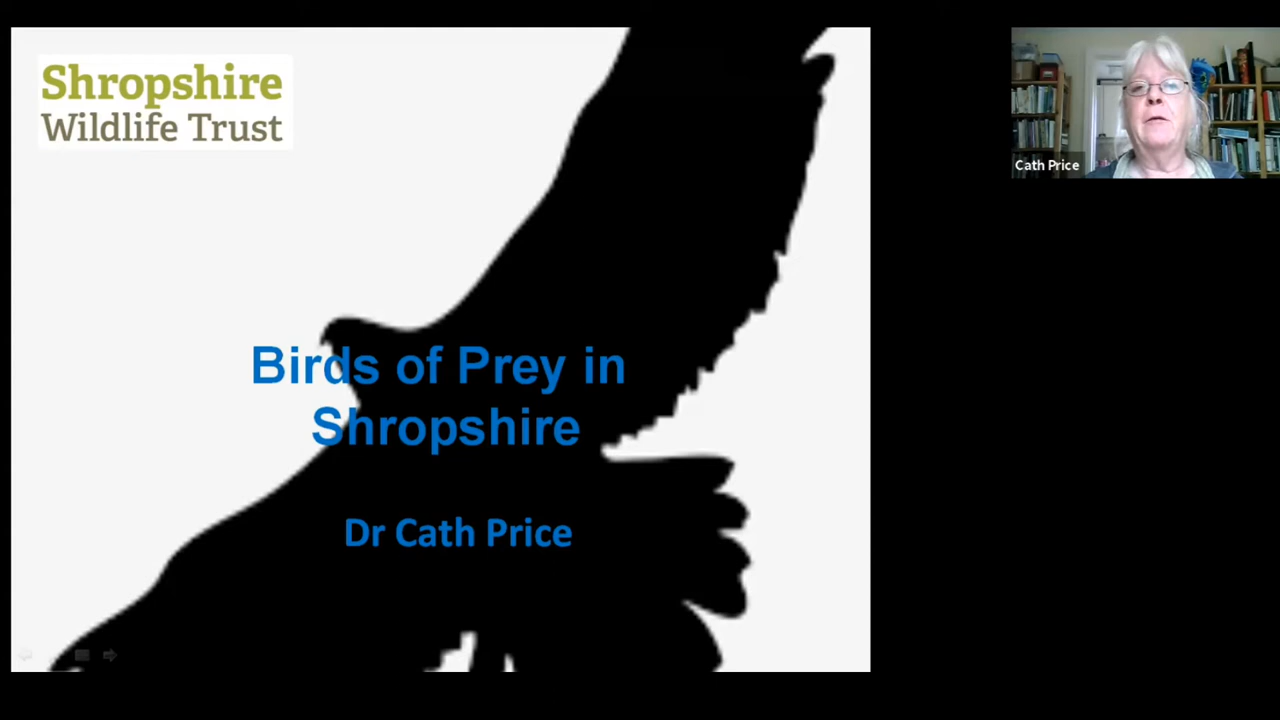 Shropshire
Wildlife Trust
Cath Price
Birds of Prey in
Shropshire
Dr Cath Price